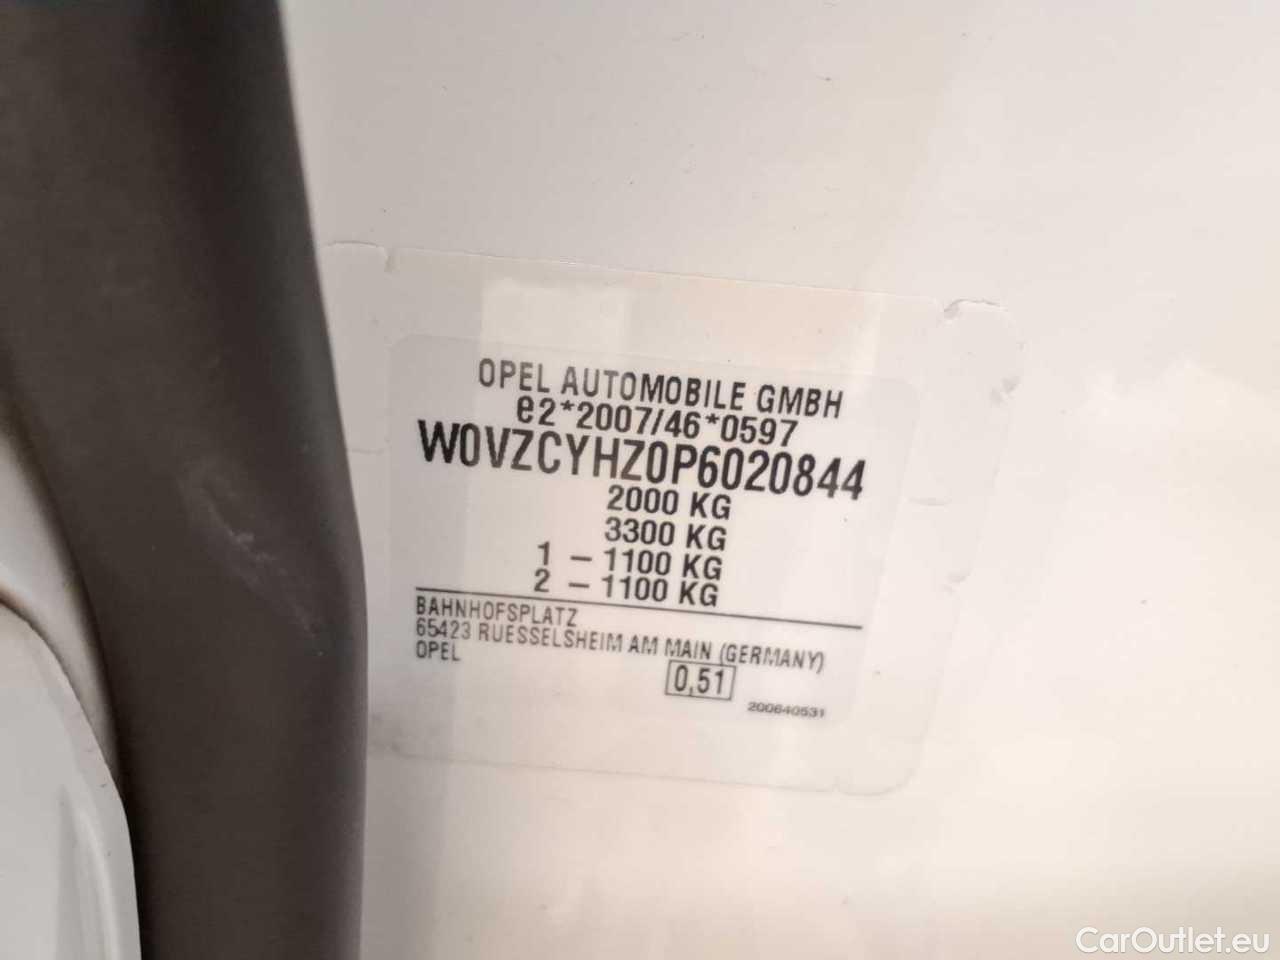 OPEL AUTOMOBILE GMBH
e2*2007/46*0597
W0VZCYHZ0P6020844
2000 KG
3300 KG
1 - 1100 KG
2 - 1100 KG
BAHNHOFSPLATZ
65423 RUESSELSHEIM AM MAIN (GERMANY)
OPEL
0,51
200640531
CarOutlet.eu